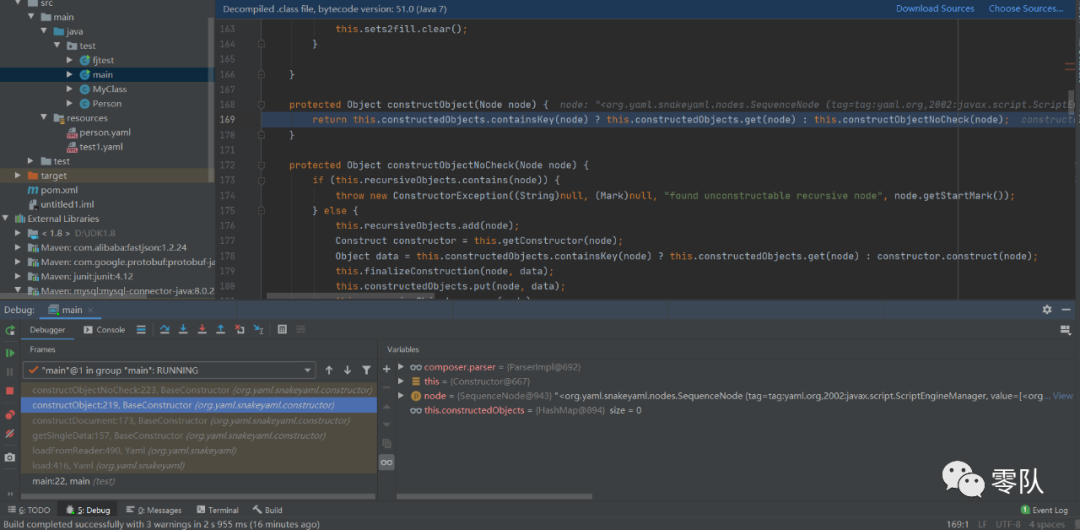 src
main
java
test
fjtest
main
MyClass
Person
resources
person.yaml
test1.yaml
test
target
pom.xml
untitled1.iml
External Libraries
< 1.8 > D:\JDK1.8
Maven: com.alibaba:fastjson:1.2.24
Maven: com.google.protobuf:protobuf-ja
Maven: junit:junit:4.12
Maven: mysql:mysql-connector-java:8.0.2
Decompiled .class file, bytecode version: 51.0 (Java 7) Download Sources Choose Sources...
163 this.sets2fill.clear();
164 }
165
166 }
168 protected Object constructObject(Node node) { node: "<org.yaml.snakeyaml.nodes.SequenceNode (tag=tag:yaml.org,2002:javax.script.ScriptEn
169 return this.constructedObjects.containsKey(node) ? this.constructedObjects.get(node) : this.constructObjectNoCheck(node); construct
170 }
172 protected Object constructObjectNoCheck(Node node) {
173 if (this.recursiveObjects.contains(node)) {
174 throw new ConstructorException((String)null, (Mark)null, "found unconstructable recursive node", node.getStartMark());
175 } else {
176 this.recursiveObjects.add(node);
177 Construct constructor = this.getConstructor(node);
178 Object data = this.constructedObjects.containsKey(node) ? this.constructedObjects.get(node) : constructor.construct(node);
179 this.finalizeConstruction(node, data);
180 this.constructedObjects.put(node, data);
Debug: main ×
Debugger Console
Frames
"main"@1 in group "main": RUNNING
constructObjectNoCheck:223, BaseConstructor (org.yaml.snakeyaml.constructor)
constructObject:219, BaseConstructor (org.yaml.snakeyaml.constructor)
constructDocument:173, BaseConstructor (org.yaml.snakeyaml.constructor)
getSingleData:157, BaseConstructor (org.yaml.snakeyaml.constructor)
loadFromReader:490, Yaml (org.yaml.snakeyaml)
load:416, Yaml (org.yaml.snakeyaml)
main:22, main (test)
Variables
composer.parser = {ParserImpl@692}
this = {Constructor@667}
node = {SequenceNode@943} "<org.yaml.snakeyaml.nodes.SequenceNode (tag=tag:yaml.org,2002:javax.script.ScriptEngineManager, value=[<org... View
this.constructedObjects = {HashMap@894} size = 0
零队
6: TODO 5: Debug 0: Messages Terminal Build 1 Event Log
Build completed successfully with 3 warnings in 2 s 955 ms (16 minutes ago) 169:1 LF UTF-8 4 spaces